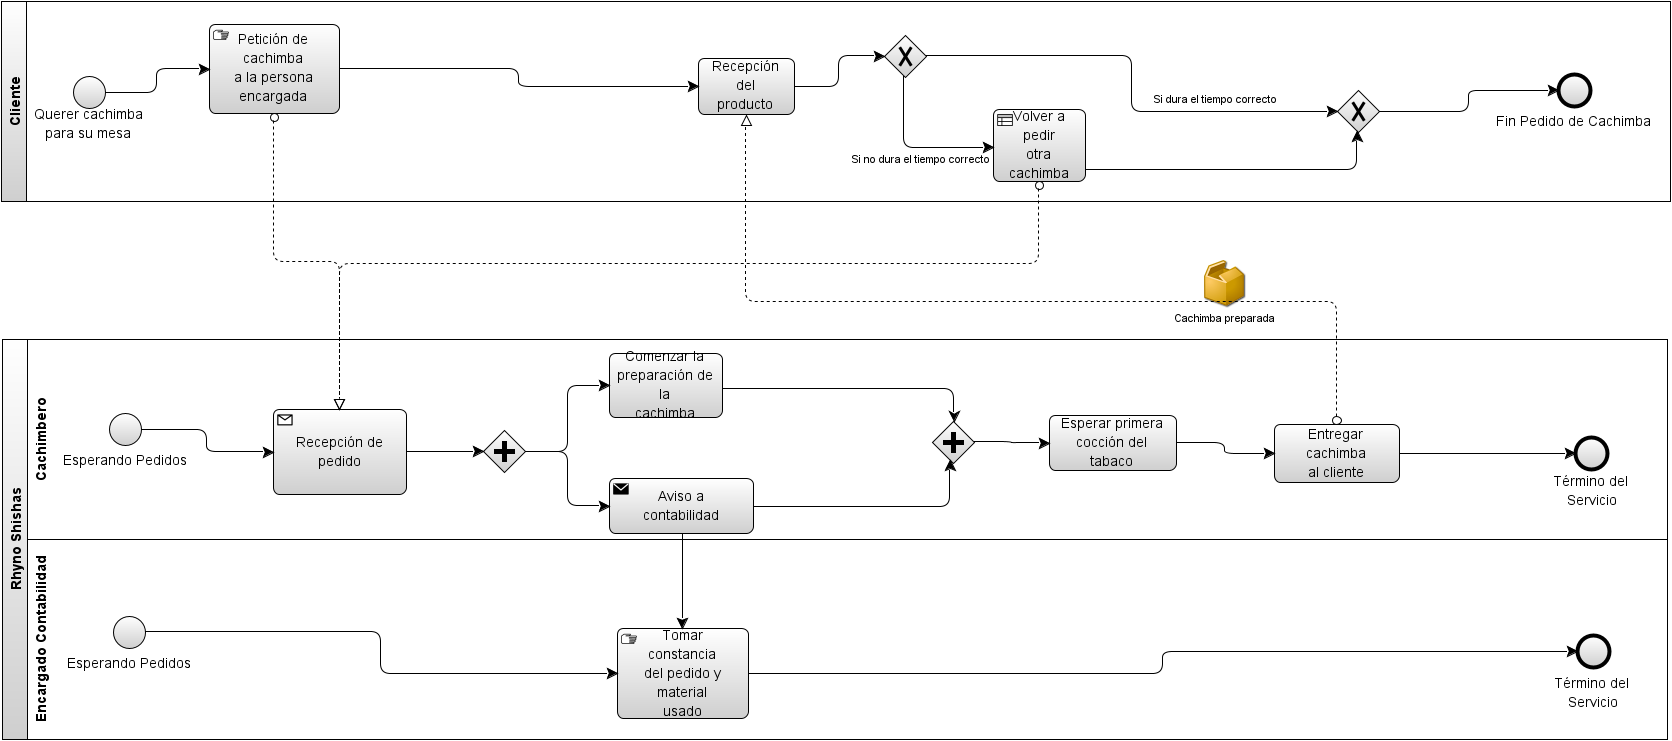 Cliente
Querer cachimba
para su mesa
Petición de
cachimba
a la persona
encargada
Recepción
del
producto
Si no dura el tiempo correcto
Volver a
pedir
otra
cachimba
Si dura el tiempo correcto
Fin Pedido de Cachimba
Cachimba preparada
Rhyno Shishas
Cachimbero
Esperando Pedidos
Recepción de
pedido
Comenzar la
preparación de
la
cachimba
Aviso a
contabilidad
Esperar primera
cocción del
tabaco
Entregar
cachimba
al cliente
Término del
Servicio
Encargado Contabilidad
Esperando Pedidos
Tomar
constancia
del pedido y
material
usado
Término del
Servicio